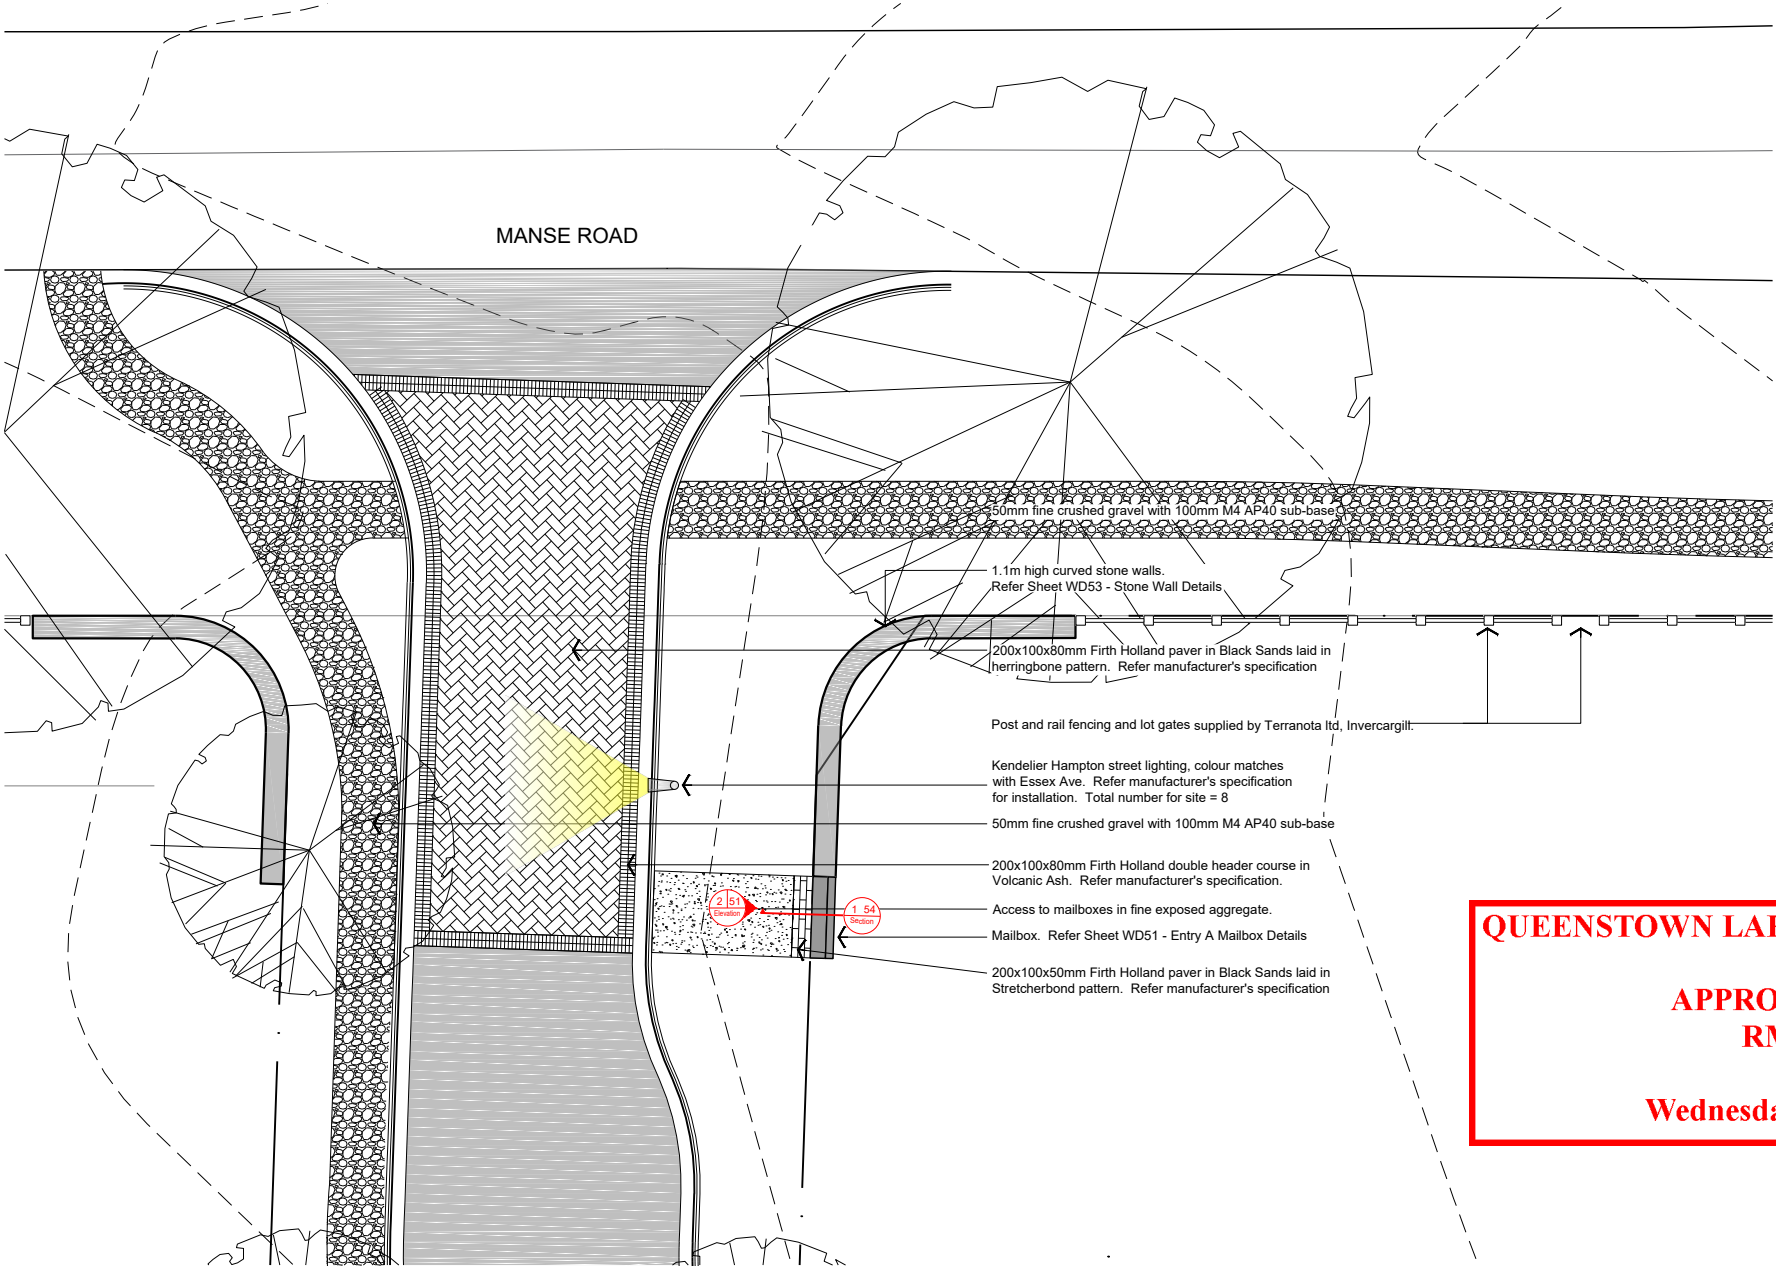 MANSE ROAD
50mm fine crushed gravel with 100mm M4 AP40 sub-base
1.1m high curved stone walls.
Refer Sheet WD53 - Stone Wall Details
200x100x80mm Firth Holland paver in Black Sands laid in
herringbone pattern. Refer manufacturer's specification
Post and rail fencing and lot gates supplied by Terranota ltd, Invercargill.
Kendelier Hampton street lighting, colour matches
with Essex Ave. Refer manufacturer's specification
for installation. Total number for site = 8
50mm fine crushed gravel with 100mm M4 AP40 sub-base
200x100x80mm Firth Holland double header course in
Volcanic Ash. Refer manufacturer's specification.
2 51
Elevation
1 54
Section
Access to mailboxes in fine exposed aggregate.
Mailbox. Refer Sheet WD51 - Entry A Mailbox Details
200x100x50mm Firth Holland paver in Black Sands laid in
Stretcherbond pattern. Refer manufacturer's specification
QUEENSTOWN
APPRO
RM
Wednesda